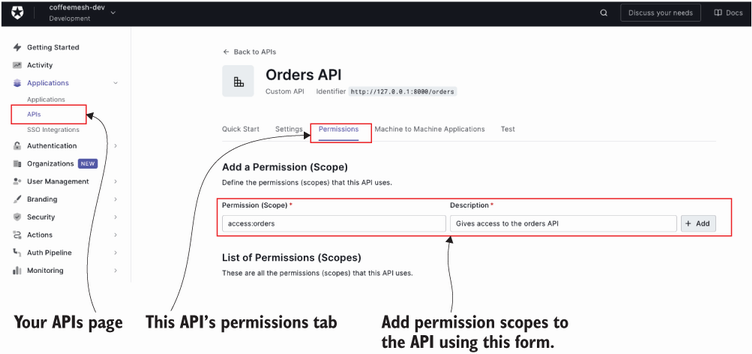 coffeemesh-dev
Development
Discuss your needs
Docs
Getting Started
Activity
Applications
Applications
APIs
SSO Integrations
Authentication
Organizations NEW
User Management
Branding
Security
Actions
Auth Pipeline
Monitoring
← Back to APIs
Orders API
Custom API Identifier http://127.0.0.1:8000/orders
Quick Start Settings Permissions Machine to Machine Applications Test
Add a Permission (Scope)
Define the permissions (scopes) that this API uses.
Permission (Scope) * Description *
access:orders Gives access to the orders API + Add
List of Permissions (Scopes)
These are all the permissions (scopes) that this API uses.
Your APIs page
This API’s permissions tab
Add permission scopes to
the API using this form.